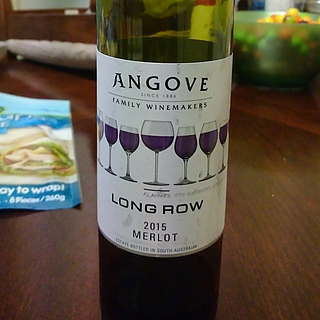 ANGOVE
SINCE 1886
FAMILY WINEMAKERS
LONG ROW
2015
MERLOT
ESTATE BOTTLED IN SOUTH AUSTRALIA
ay to wrap!
6 Pieces / 260g